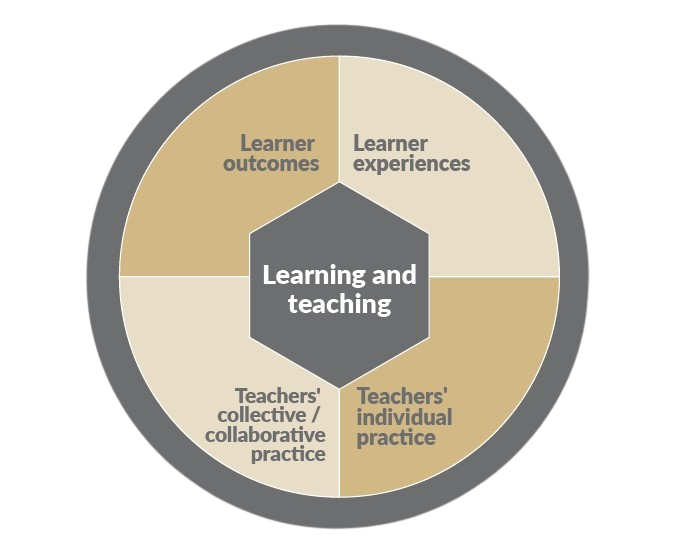 Learner
outcomes
Learner
experiences
Learning and
teaching
Teachers'
collective /
collaborative
practice
Teachers'
individual
practice